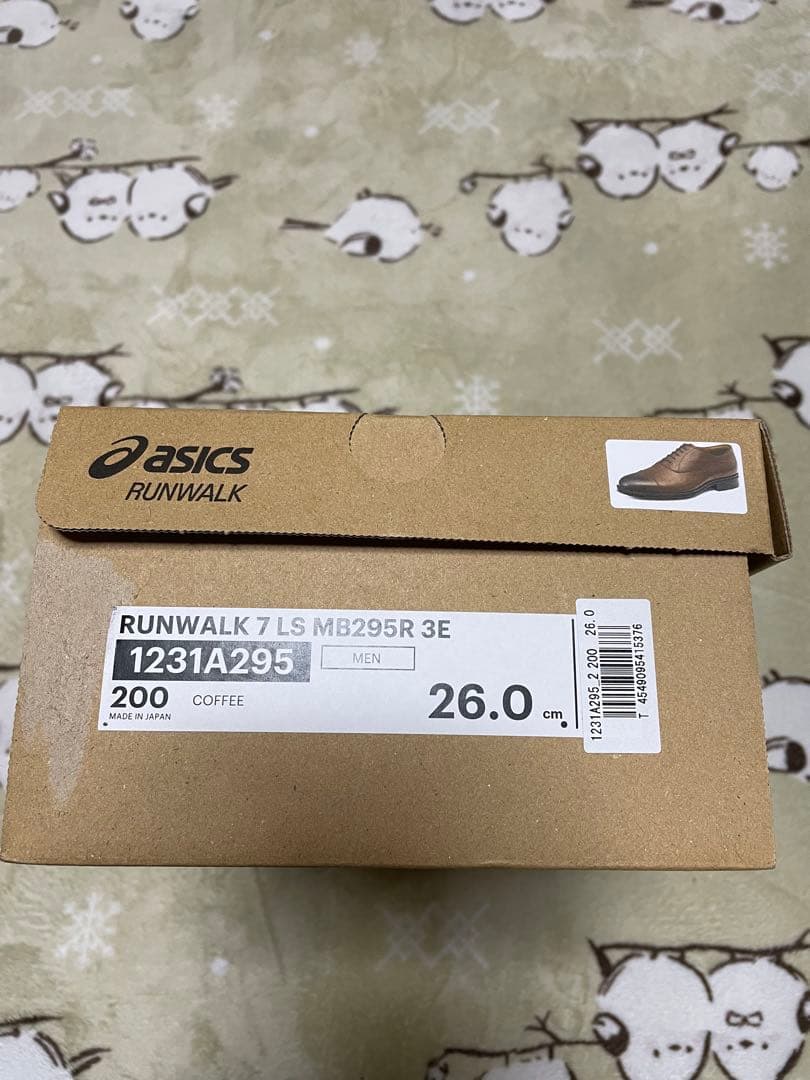 asics
RUNWALK
RUNWALK 7 LS MB295R 3E
1231A295
MEN
200
COFFEE
MADE IN JAPAN
26.0 cm
1231A295_2 200 26.0
T 4549095415376